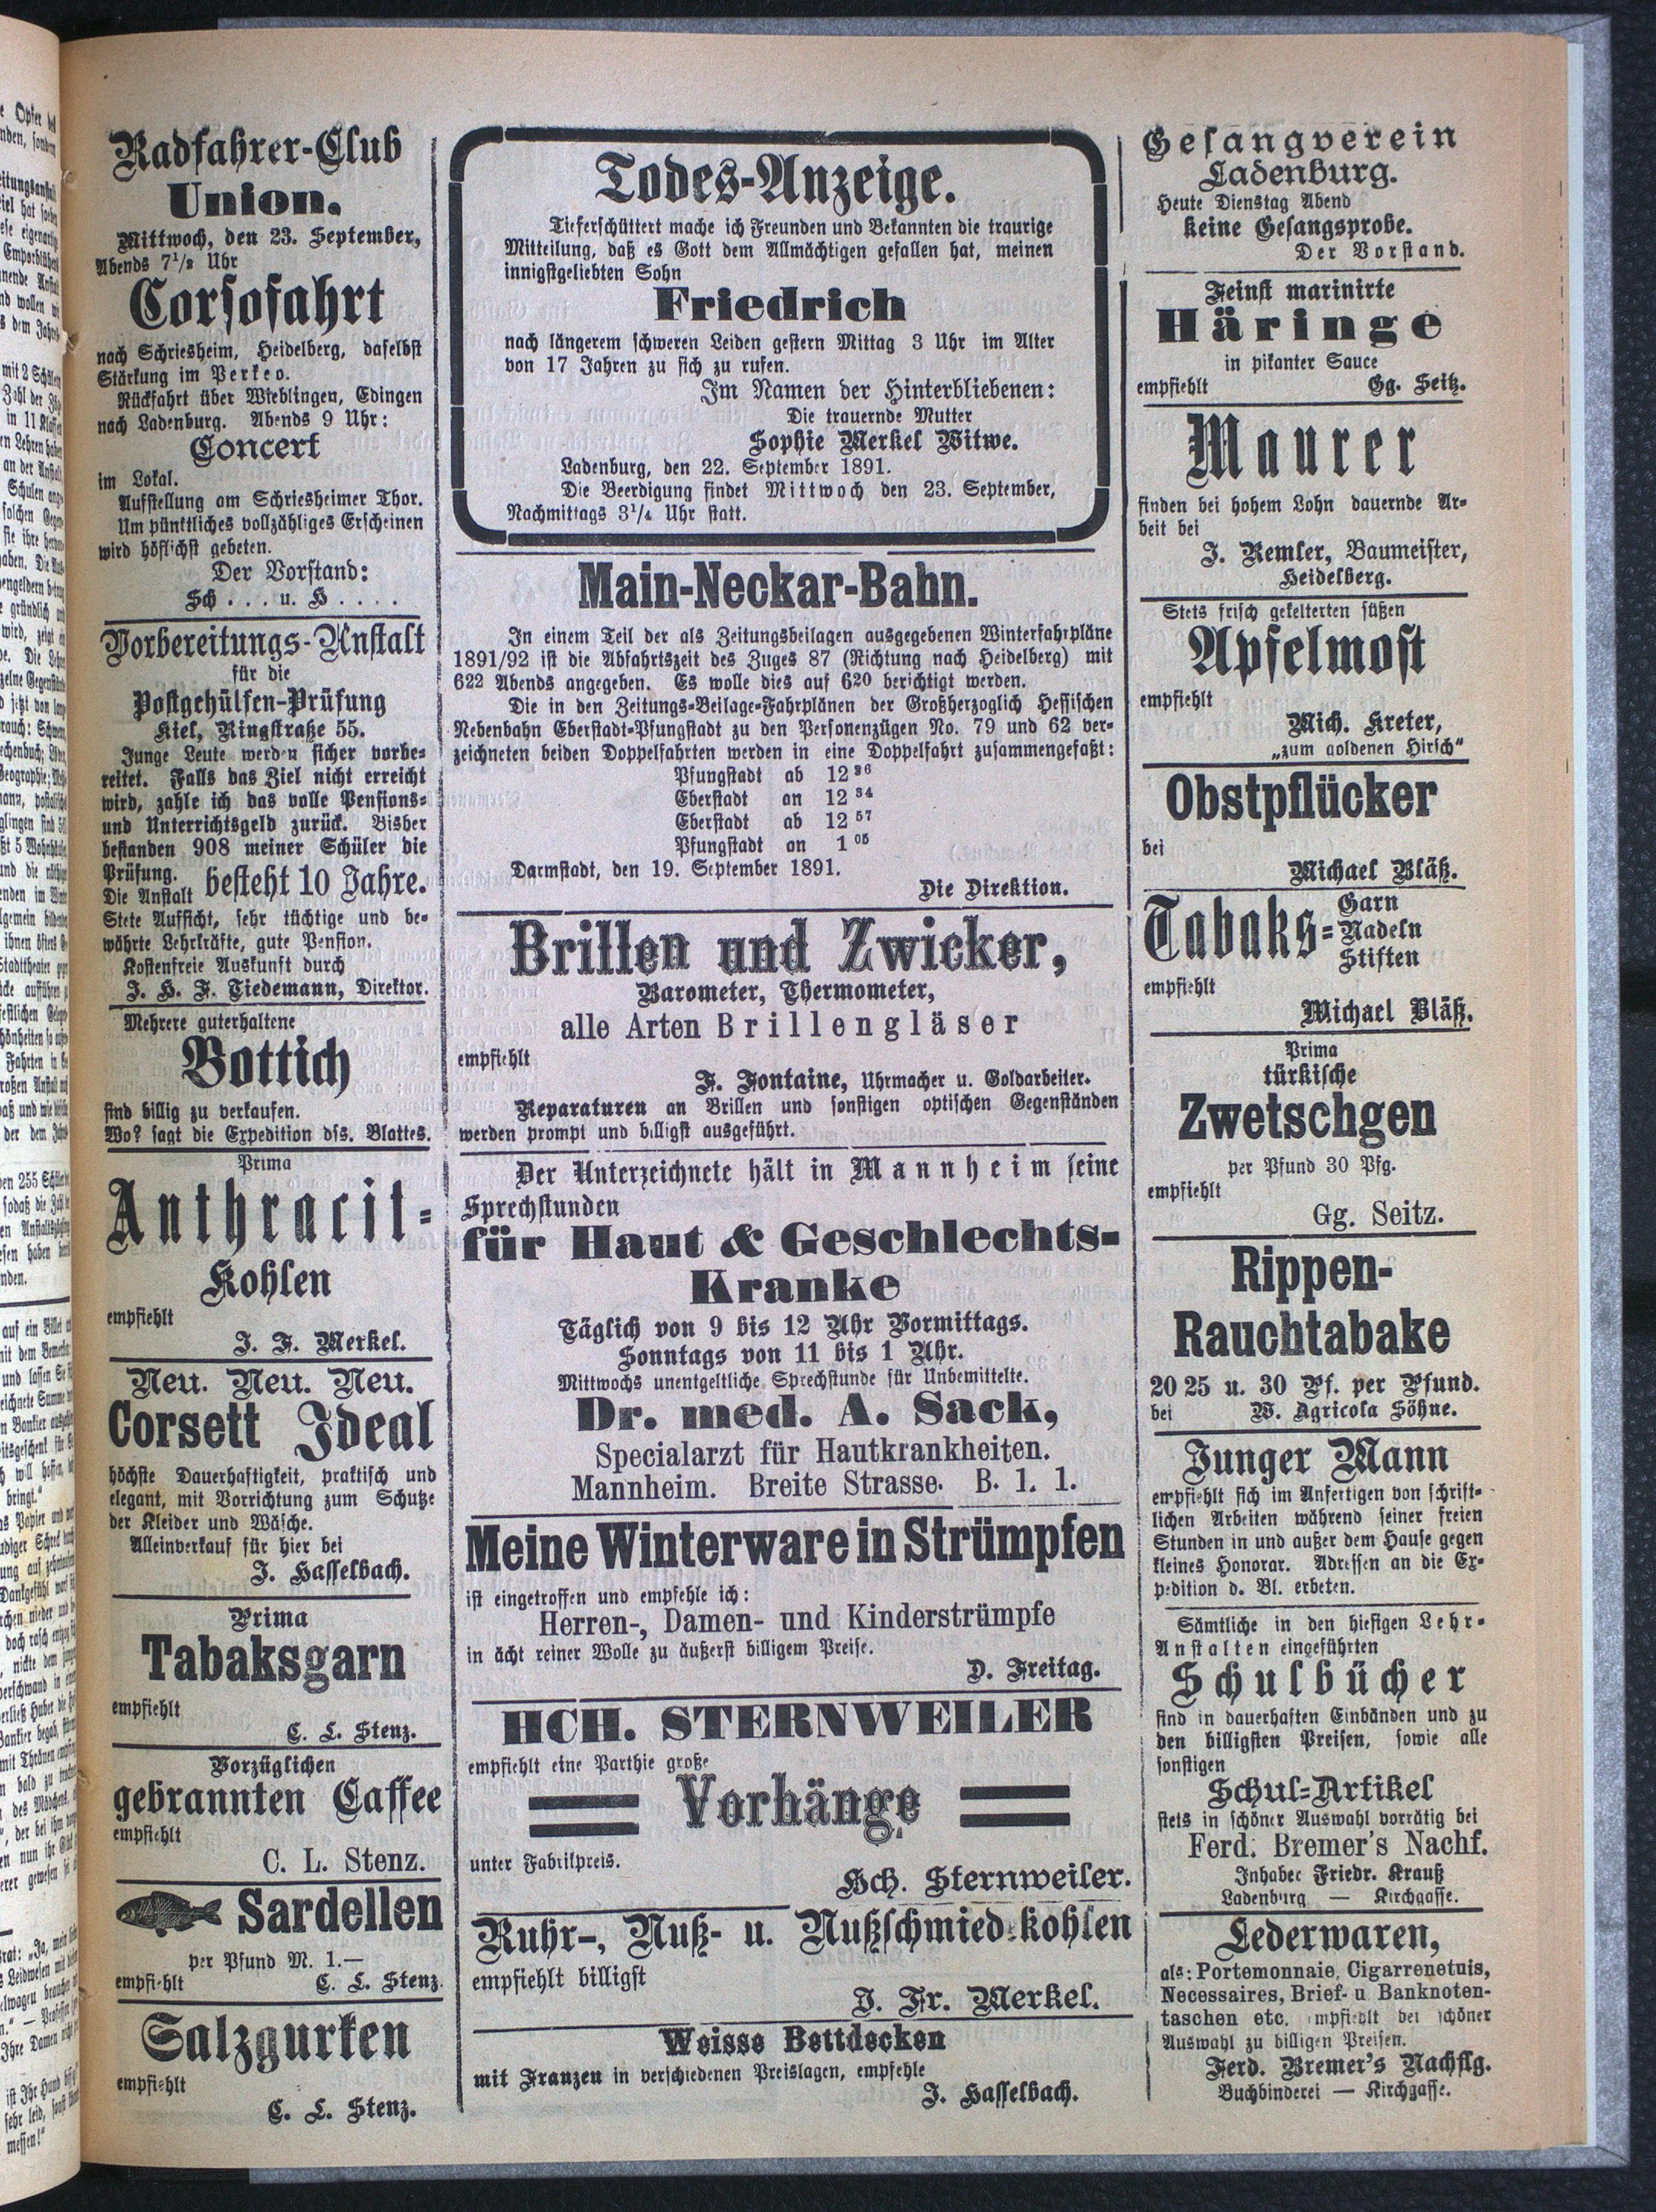 Radfahrer-Club
Union.
Mittwoch, den 23. September,
Abends 7½ Uhr
Corsofahrt
nach Schriesheim, Heidelberg, daselbst
Stärkung im Perkeo.
Rückfahrt über Wieblingen, Edingen
nach Ladenburg. Abends 9 Uhr:
Concert
im Lokal.
Aufstellung am Schriesheimer Thor.
Um pünktliches vollzähliges Erscheinen
wird höflichst gebeten.
Der Vorstand:
Sch . . . u. H . . . .
Vorbereitungs-Anstalt
für die
Postgehülfen-Prüfung
Kiel, Ringstraße 55.
Junge Leute werden sicher vorbe-
reitet. Falls das Ziel nicht erreicht
wird, zahle ich das volle Pensions-
und Unterrichtsgeld zurück. Bisher
bestanden 908 meiner Schüler die
Prüfung.
Die Anstalt besteht 10 Jahre.
Stete Aufsicht, sehr tüchtige und be-
währte Lehrkräfte, gute Pension.
Kostenfreie Auskunft durch
J. H. F. Tiedemann, Direktor.
Mehrere guterhaltene
Bottich
sind billig zu verkaufen.
Wo? sagt die Expedition dss. Blattes.
Prima
Anthracit-
Kohlen
empfiehlt
J. F. Merkel.
Neu. Neu. Neu.
Corsett Ideal
höchste Dauerhaftigkeit, praktisch und
elegant, mit Vorrichtung zum Schutze
der Kleider und Wäsche.
Alleinverkauf für hier bei
J. Hasselbach.
Prima
Tabaksgarn
empfiehlt
C. L. Stenz.
Vorzüglichen
gebrannten Caffee
empfiehlt
C. L. Stenz.
Sardellen
per Pfund M. 1.—
empfiehlt C. L. Stenz.
Salzgurken
empfiehlt
C. L. Stenz.
Todes-Anzeige.
Tieferschüttert mache ich Freunden und Bekannten die traurige
Mitteilung, daß es Gott dem Allmächtigen gefallen hat, meinen
innigstgeliebten Sohn
Friedrich
nach längerem schweren Leiden gestern Mittag 3 Uhr im Alter
von 17 Jahren zu sich zu rufen.
Im Namen der Hinterbliebenen:
Die trauernde Mutter
Sophie Merkel Witwe.
Ladenburg, den 22. September 1891.
Die Beerdigung findet Mittwoch den 23. September,
Nachmittags 3¼ Uhr statt.
Main-Neckar-Bahn.
In einem Teil der als Zeitungsbeilagen ausgegebenen Winterfahrpläne
1891/92 ist die Abfahrtszeit des Zuges 87 (Richtung nach Heidelberg) mit
622 Abends angegeben. Es wolle dies auf 620 berichtigt werden.
Die in den Zeitungs-Beilage-Fahrplänen der Großherzoglich Hessischen
Nebenbahn Eberstadt-Pfungstadt zu den Personenzügen No. 79 und 62 ver-
zeichneten beiden Doppelfahrten werden in eine Doppelfahrt zusammengefaßt:
Pfungstadt ab 12 26
Eberstadt an 12 34
Eberstadt ab 12 57
Pfungstadt an 1 05
Darmstadt, den 19. September 1891.
Die Direktion.
Brillen und Zwicker,
Barometer, Thermometer,
alle Arten Brillengläser
empfiehlt
F. Fontaine, Uhrmacher u. Goldarbeiter.
Reparaturen an Brillen und sonstigen optischen Gegenständen
werden prompt und billigst ausgeführt.
Der Unterzeichnete hält in Mannheim seine
Sprechstunden
für Haut & Geschlechts-
Kranke
Täglich von 9 bis 12 Uhr Vormittags.
Sonntags von 11 bis 1 Uhr.
Mittwochs unentgeltliche Sprechstunde für Unbemittelte.
Dr. med. A. Sack,
Specialarzt für Hautkrankheiten.
Mannheim. Breite Strasse. B. 1. 1.
Meine Winterware in Strümpfen
ist eingetroffen und empfehle ich:
Herren-, Damen- und Kinderstrümpfe
in ächt reiner Wolle zu äußerst billigem Preise.
D. Freitag.
HCH. STERNWEILER
empfiehlt eine Parthie große
Vorhänge
unter Fabrikpreis.
Hch. Sternweiler.
Ruhr-, Nuß- u. Nußschmied-kohlen
empfiehlt billigst
J. Fr. Merkel.
Weisse Bettdecken
mit Franzen in verschiedenen Preislagen, empfehle
J. Hasselbach.
Gesangverein
Ladenburg.
Heute Dienstag Abend
keine Gesangsprobe.
Der Vorstand.
Feinst marinirte
Häringe
in pikanter Sauce
empfiehlt Gg. Seitz.
Maurer
finden bei hohem Lohn dauernde Ar-
beit bei
J. Remler, Baumeister,
Heidelberg.
Stets frisch gekelterten süßen
Apfelmost
empfiehlt
Mich. Kreter,
„zum goldenen Hirsch“
Obstpflücker
bei
Michael Bläß.
Tabaks- Garn
Nadeln
Stiften
empfiehlt
Michael Bläß.
Prima
türkische
Zwetschgen
per Pfund 30 Pfg.
empfiehlt
Gg. Seitz.
Rippen-
Rauchtabake
20 25 u. 30 Pf. per Pfund.
bei W. Agricola Söhne.
Junger Mann
empfiehlt sich im Anfertigen von schrift-
lichen Arbeiten während seiner freien
Stunden in und außer dem Hause gegen
kleines Honorar. Adressen an die Ex-
pedition d. Bl. erbeten.
Sämtliche in den hiesigen Lehr-
Anstalten eingeführten
Schulbücher
sind in dauerhaften Einbänden und zu
den billigsten Preisen, sowie alle
sonstigen
Schul-Artikel
stets in schöner Auswahl vorrätig bei
Ferd. Bremer's Nachf.
Inhaber Friedr. Krauß
Ladenburg — Kirchgasse.
Lederwaren,
als: Portemonnaie, Cigarrenetuis,
Necessaires, Brief- u Banknoten-
taschen etc. empfiehlt bei schöner
Auswahl zu billigen Preisen.
Ferd. Bremer's Nachflg.
Buchbinderei — Kirchgasse.